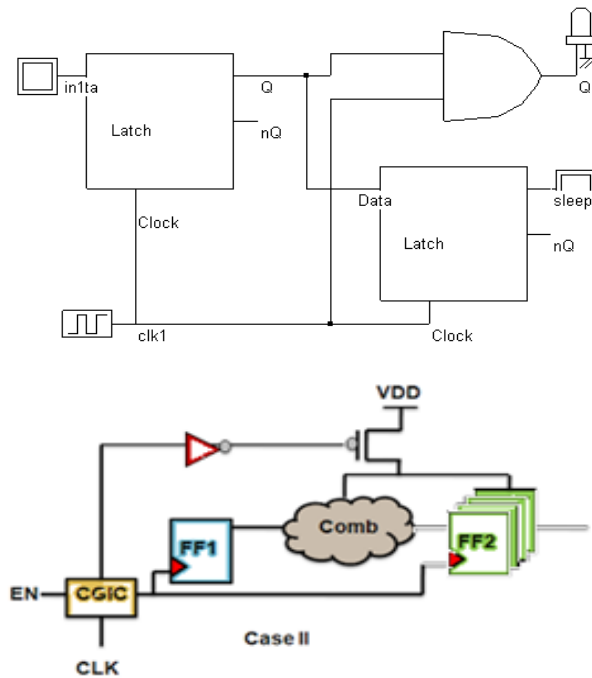 in1ta
Q
Q
Latch
nQ
Clock
Data
sleep
Latch
nQ
clk1
Clock
VDD
Comb
FF1
FF2
EN
CGIC
Case II
CLK